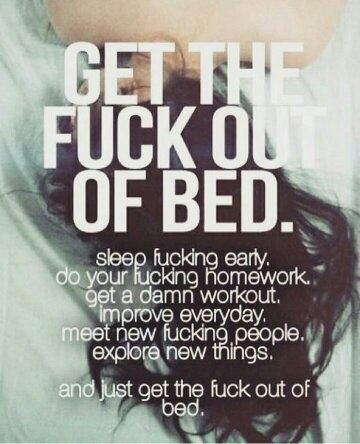 GET THE
FUCK OUT
OF BED.
sleep fucking early.
do your fucking homework.
get a damn workout.
improve everyday.
meet new fucking people.
explore new things.
and just get the fuck out of
bed.